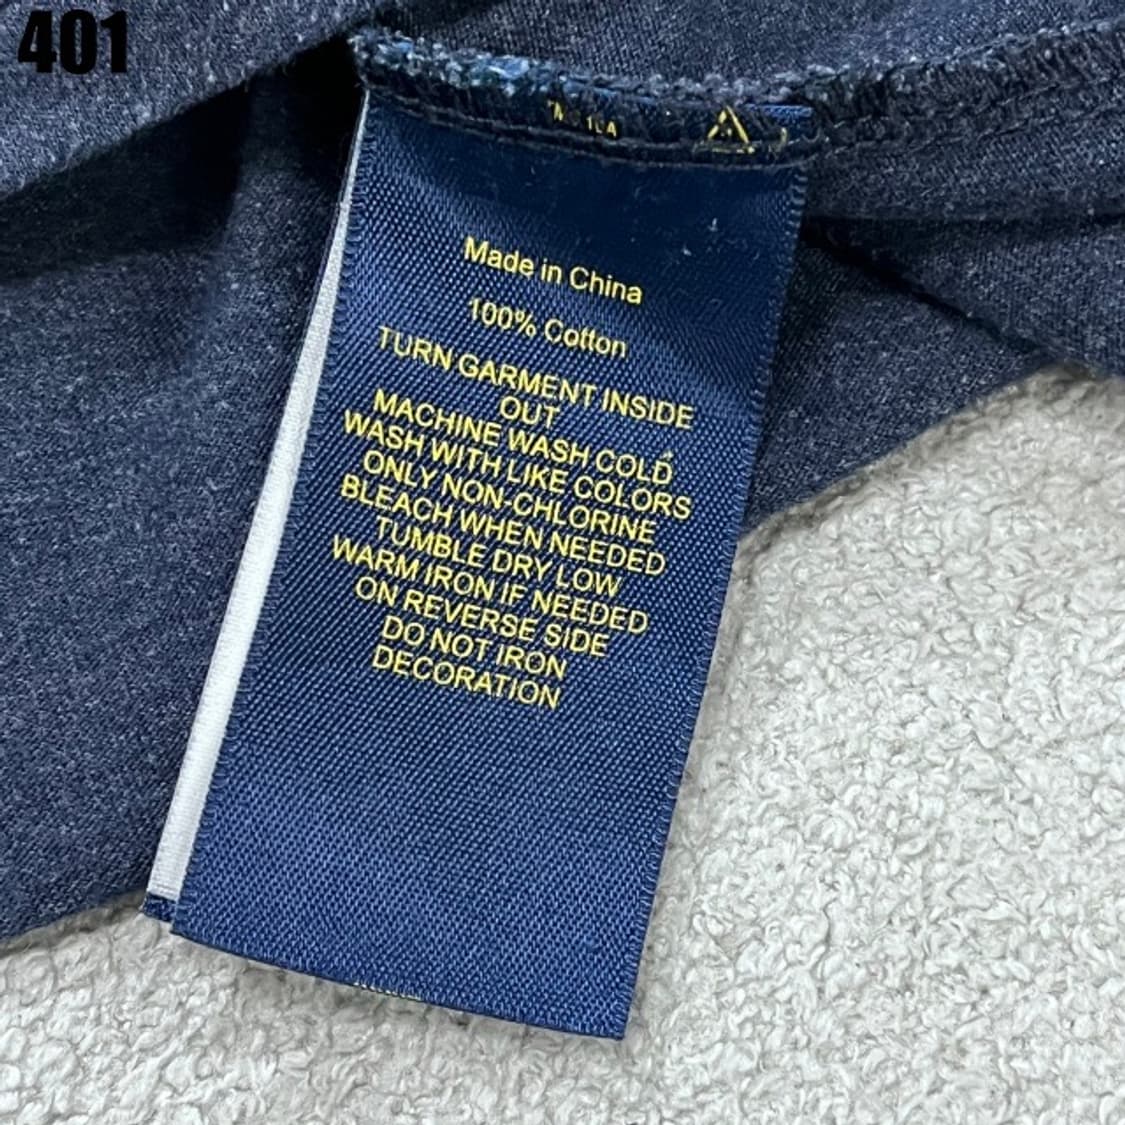 401
Made in China
100% Cotton
TURN GARMENT INSIDE
OUT
MACHINE WASH COLD
WASH WITH LIKE COLORS
ONLY NON-CHLORINE
BLEACH WHEN NEEDED
TUMBLE DRY LOW
WARM IRON IF NEEDED
ON REVERSE SIDE
DO NOT IRON
DECORATION